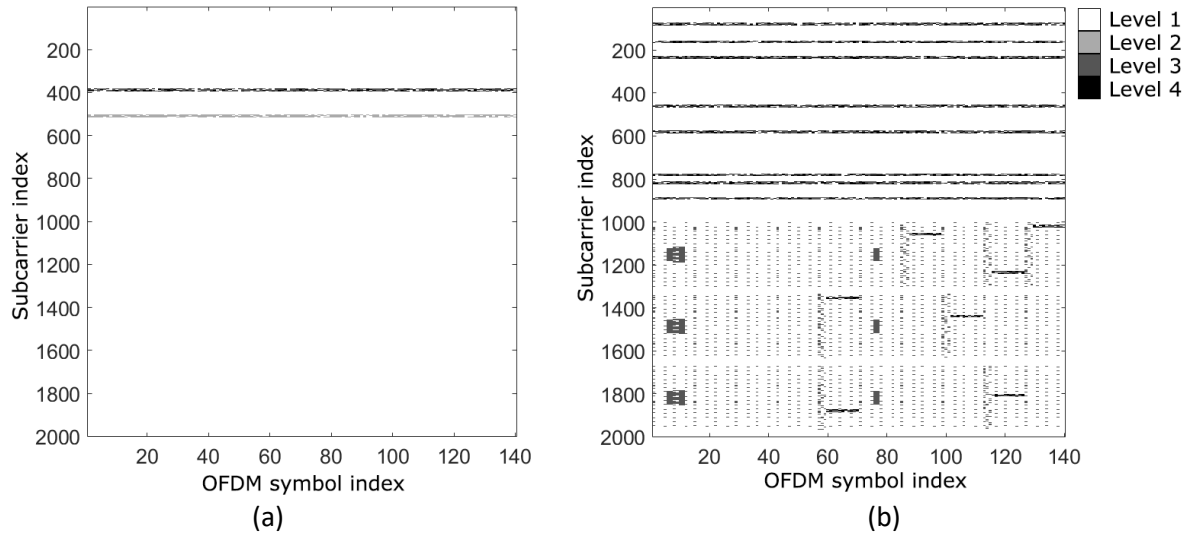 200
400
600
800
1000
1200
1400
1600
1800
2000
Subcarrier index
20 40 60 80 100 120 140
OFDM symbol index
(a)
200
400
600
800
1000
1200
1400
1600
1800
2000
Subcarrier index
20 40 60 80 100 120 140
OFDM symbol index
(b)
Level 1
Level 2
Level 3
Level 4